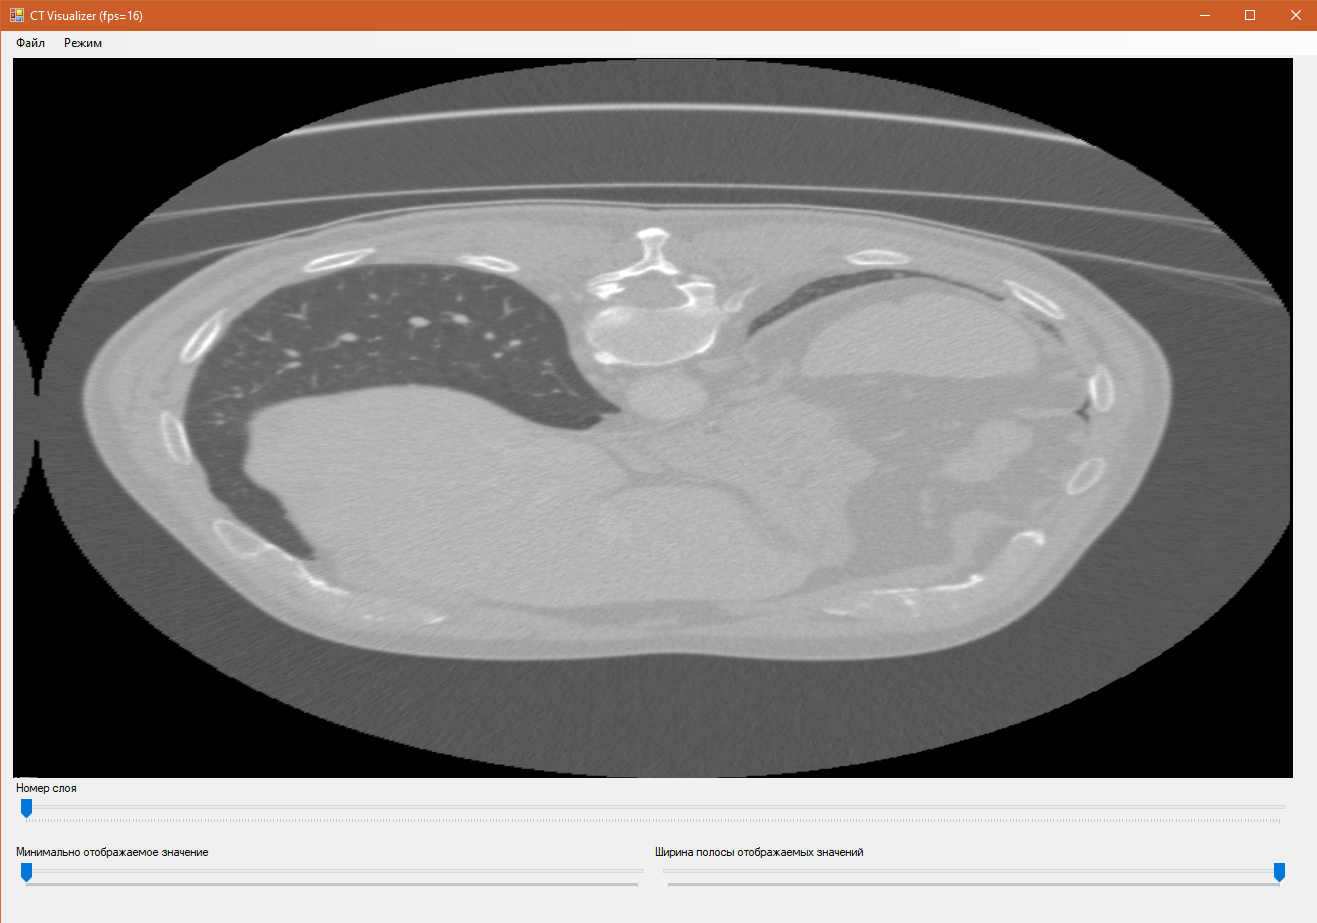 CT Visualizer (fps=16)
Файл Режим
Номер слоя
Минимально отображаемое значение Ширина полосы отображаемых значений